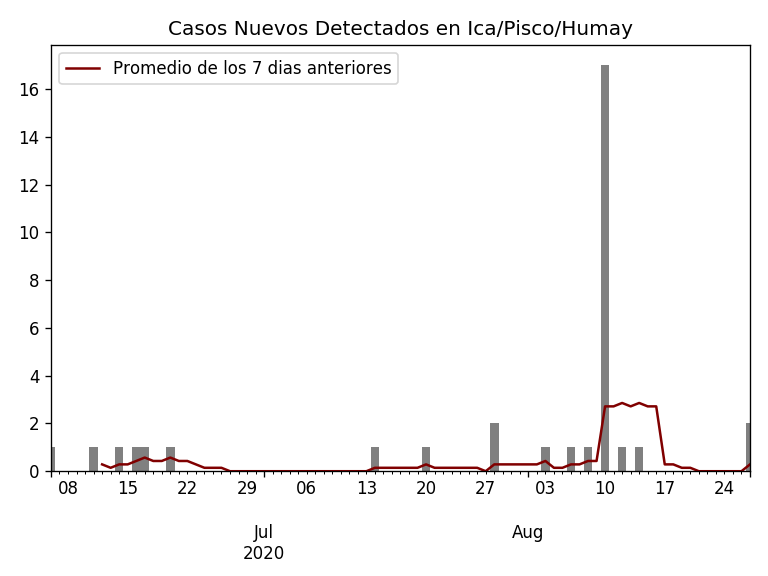 Casos Nuevos Detectados en Ica/Pisco/Humay
Promedio de los 7 dias anteriores
16
14
12
10
8
6
4
2
0
08 15 22 29 06 13 20 27 03 10 17 24
Jul Aug
2020